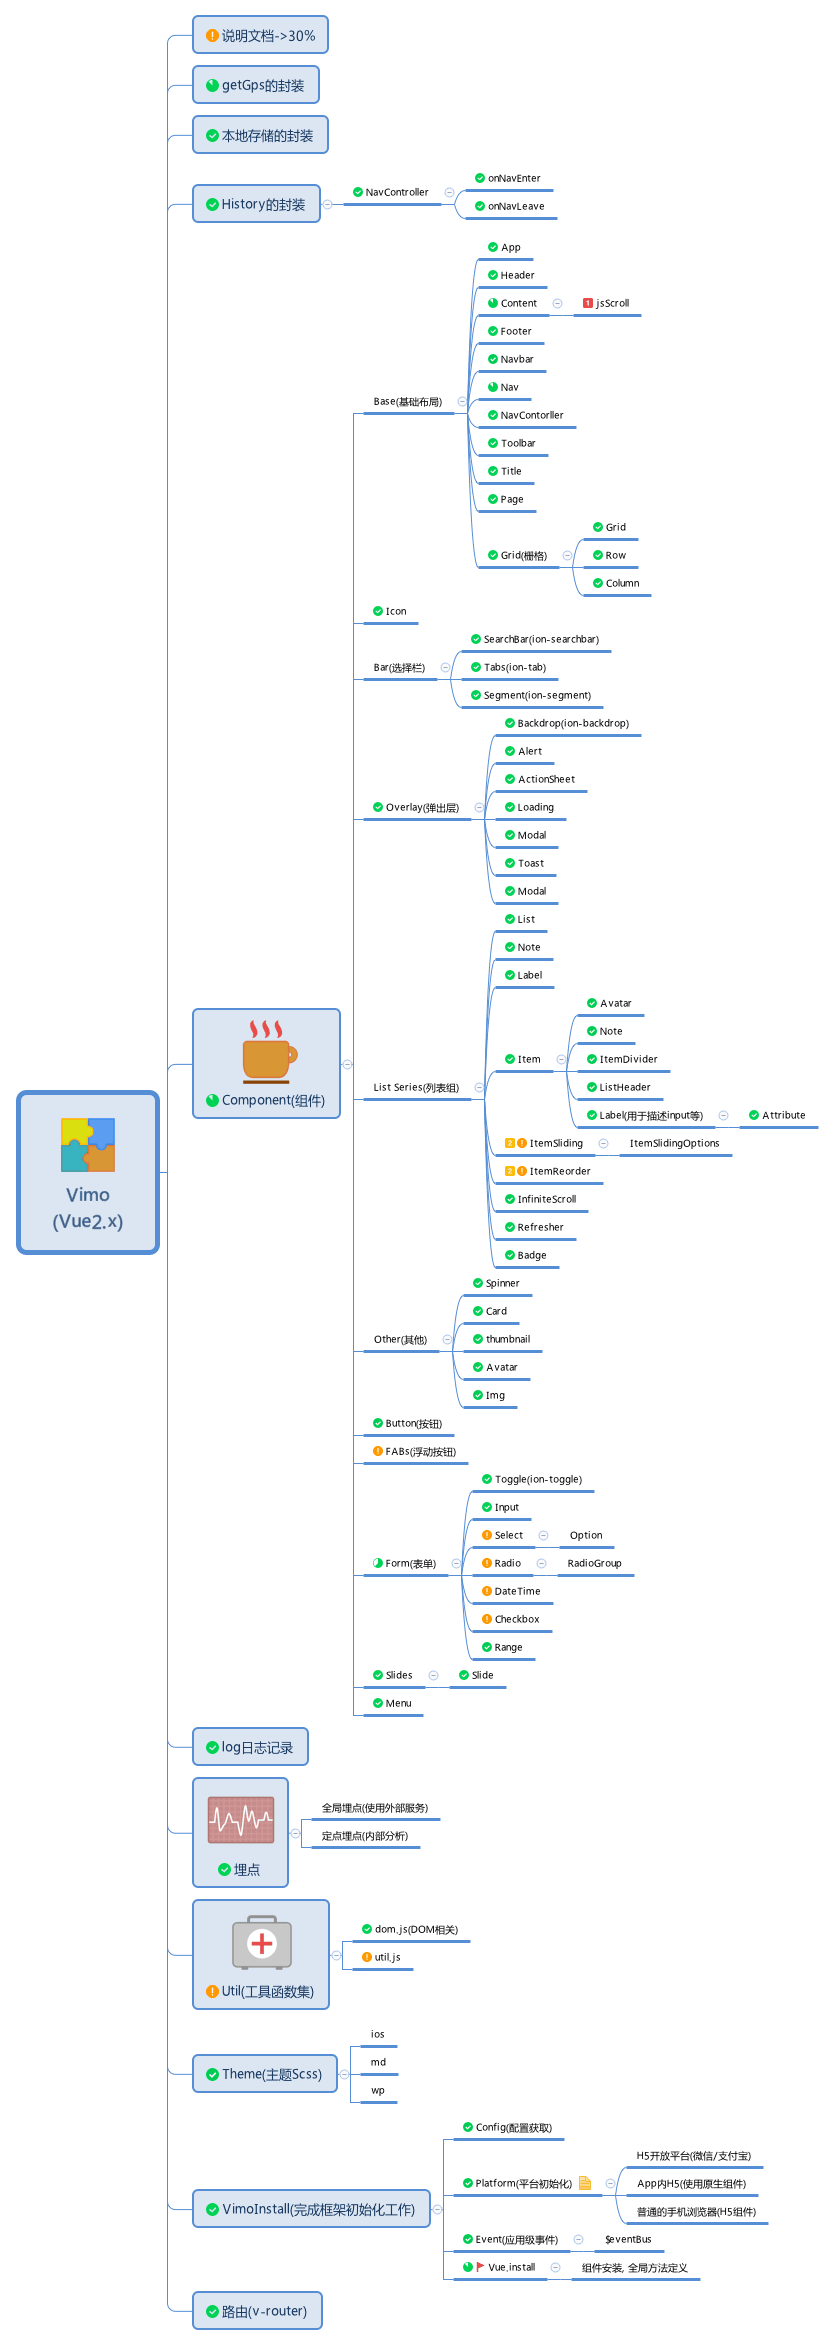 说明文档->30%
getGps的封装
本地存储的封装
History的封装
NavController
onNavEnter
onNavLeave
Vimo
(Vue2.x)
Component(组件)
Base(基础布局)
App
Header
Content
1 jsScroll
Footer
Navbar
Nav
NavContorller
Toolbar
Title
Page
Grid(栅格)
Grid
Row
Column
Icon
Bar(选择栏)
SearchBar(ion-searchbar)
Tabs(ion-tab)
Segment(ion-segment)
Overlay(弹出层)
Backdrop(ion-backdrop)
Alert
ActionSheet
Loading
Modal
Toast
Modal
List Series(列表组)
List
Note
Label
Item
Avatar
Note
ItemDivider
ListHeader
Label(用于描述input等)
Attribute
2 ItemSliding
ItemSlidingOptions
2 ItemReorder
InfiniteScroll
Refresher
Badge
Other(其他)
Spinner
Card
thumbnail
Avatar
Img
Button(按钮)
FABs(浮动按钮)
Form(表单)
Toggle(ion-toggle)
Input
Select
Option
Radio
RadioGroup
DateTime
Checkbox
Range
Slides
Slide
Menu
log日志记录
埋点
全局埋点(使用外部服务)
定点埋点(内部分析)
Util(工具函数集)
dom.js(DOM相关)
util.js
Theme(主题Scss)
ios
md
wp
VimoInstall(完成框架初始化工作)
Config(配置获取)
Platform(平台初始化)
H5开放平台(微信/支付宝)
App内H5(使用原生组件)
普通的手机浏览器(H5组件)
Event(应用级事件)
$eventBus
Vue.install
组件安装, 全局方法定义
路由(v-router)